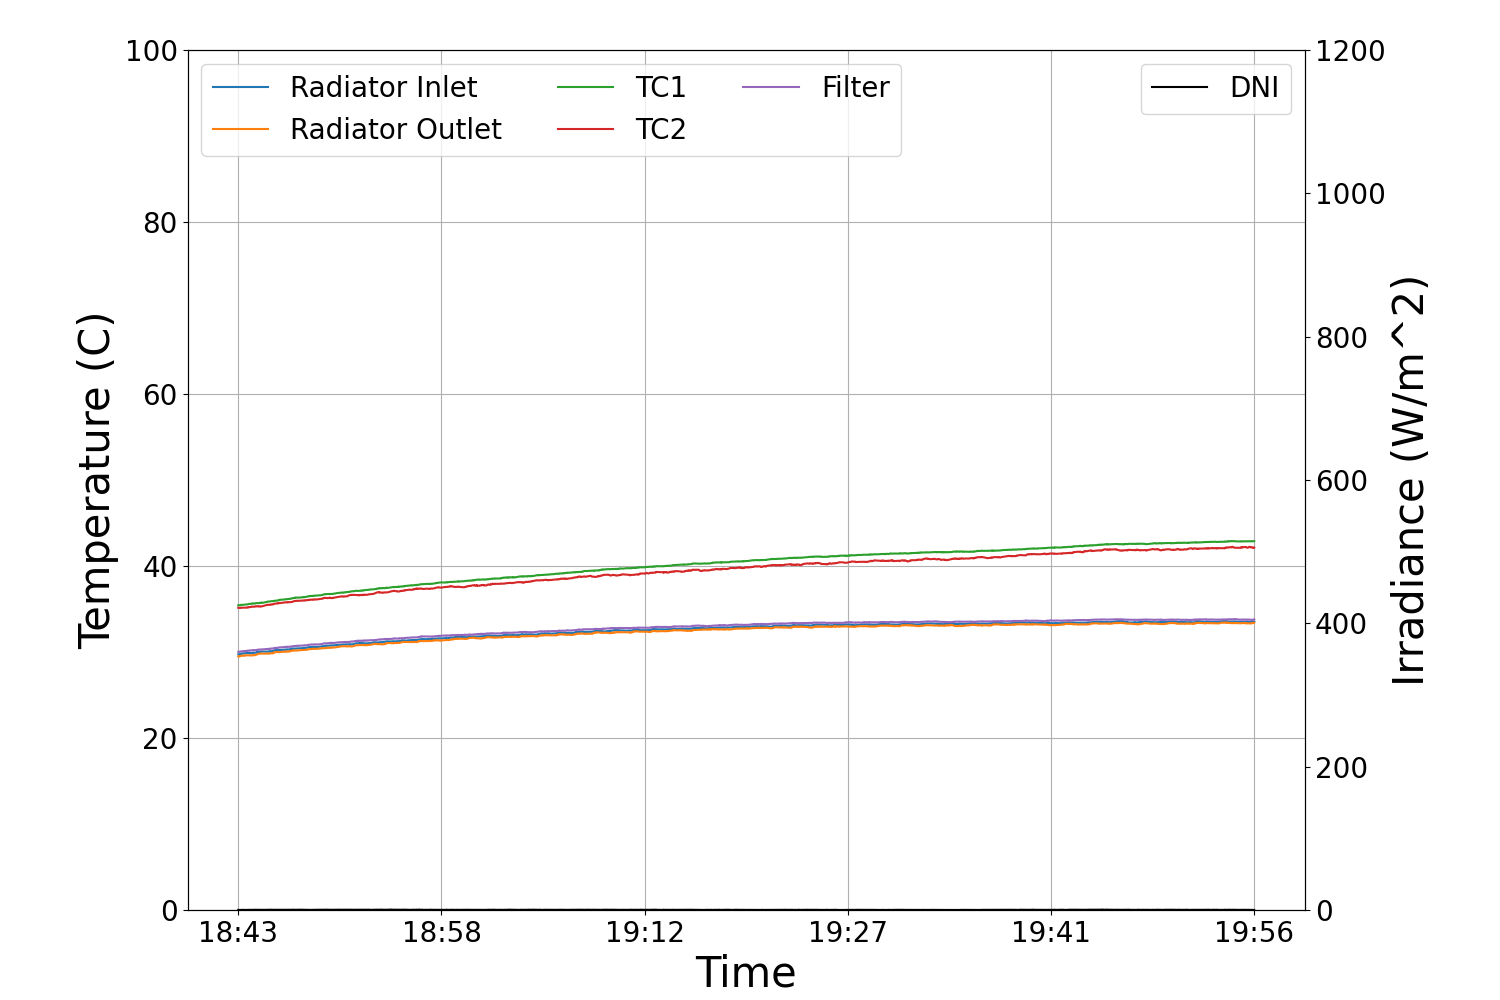 100
80
60
40
20
0
Temperature (C)
Radiator Inlet
Radiator Outlet
TC1
TC2
Filter
DNI
1200
1000
800
600
400
200
0
Irradiance (W/m^2)
18:43
18:58
19:12
19:27
19:41
19:56
Time